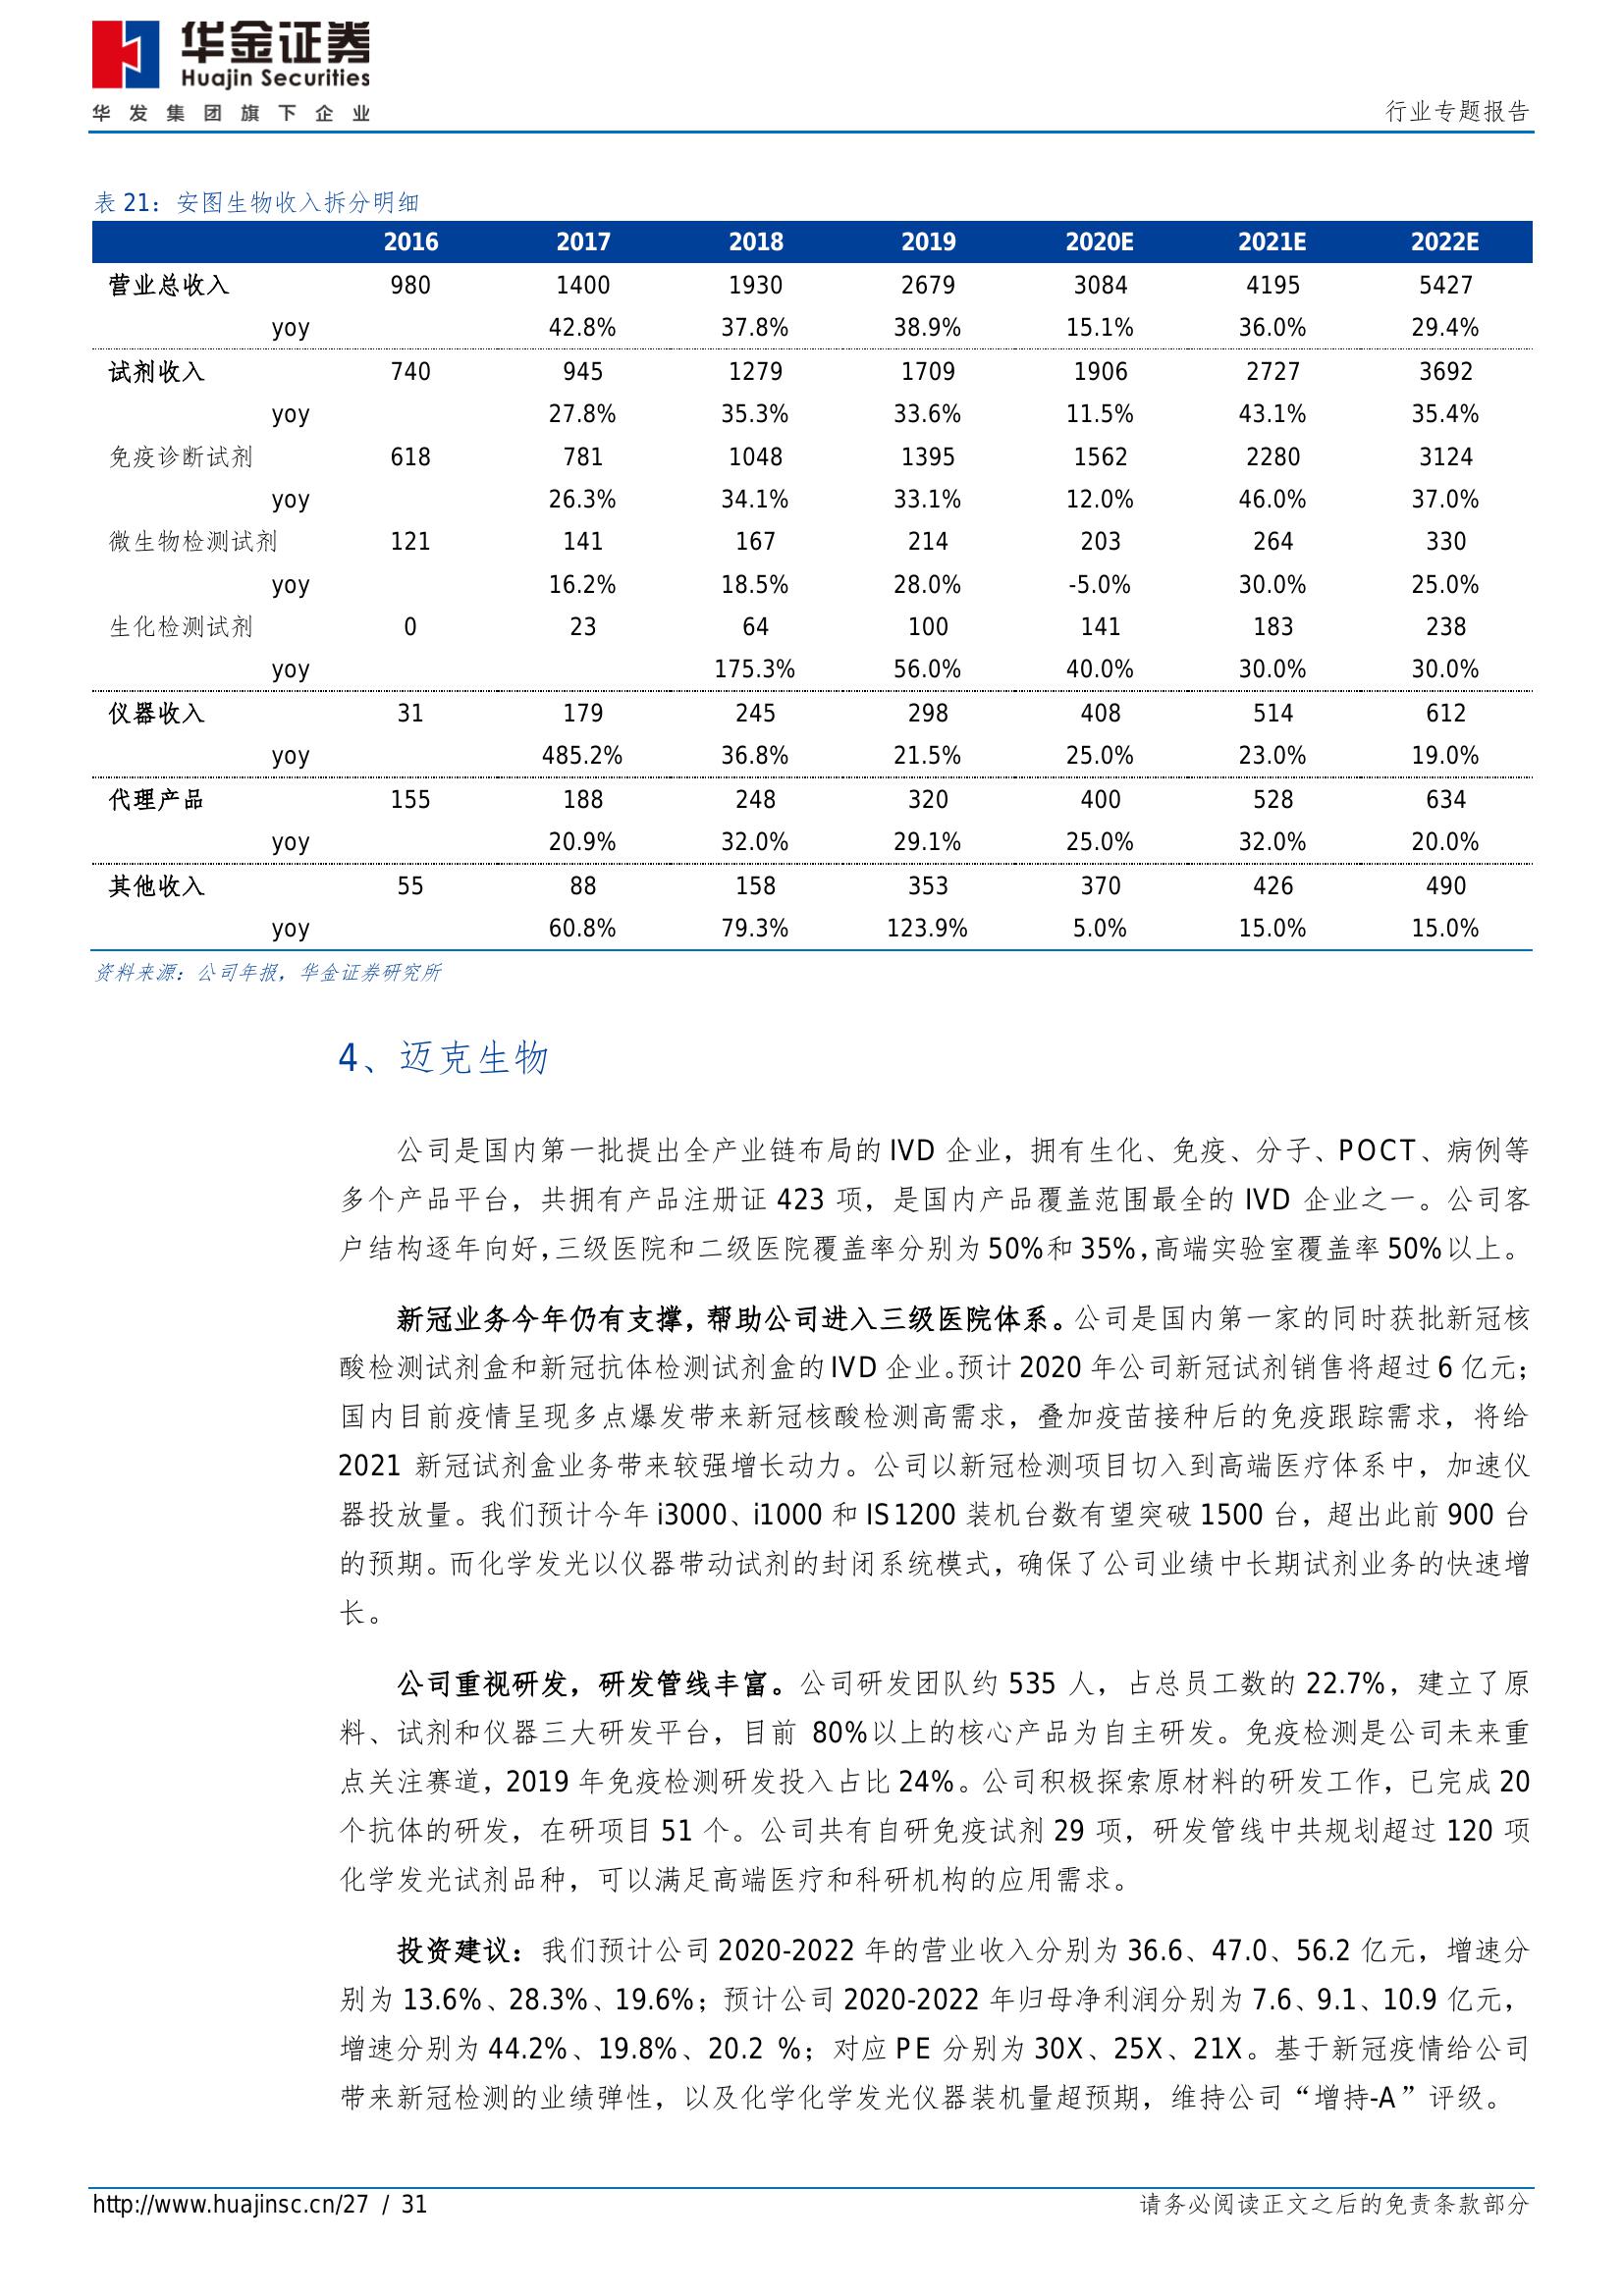 华金证券
Huajin Securities
华发集团旗下企业
行业专题报告
表 21：安图生物收入拆分明细
2016 2017 2018 2019 2020E 2021E 2022E
营业总收入 980 1400 1930 2679 3084 4195 5427
yoy 42.8% 37.8% 38.9% 15.1% 36.0% 29.4%
试剂收入 740 945 1279 1709 1906 2727 3692
yoy 27.8% 35.3% 33.6% 11.5% 43.1% 35.4%
免疫诊断试剂 618 781 1048 1395 1562 2280 3124
yoy 26.3% 34.1% 33.1% 12.0% 46.0% 37.0%
微生物检测试剂 121 141 167 214 203 264 330
yoy 16.2% 18.5% 28.0% -5.0% 30.0% 25.0%
生化检测试剂 0 23 64 100 141 183 238
yoy 175.3% 56.0% 40.0% 30.0% 30.0%
仪器收入 31 179 245 298 408 514 612
yoy 485.2% 36.8% 21.5% 25.0% 23.0% 19.0%
代理产品 155 188 248 320 400 528 634
yoy 20.9% 32.0% 29.1% 25.0% 32.0% 20.0%
其他收入 55 88 158 353 370 426 490
yoy 60.8% 79.3% 123.9% 5.0% 15.0% 15.0%
资料来源：公司年报，华金证券研究所
4、迈克生物
公司是国内第一批提出全产业链布局的 IVD 企业，拥有生化、免疫、分子、POCT、病例等
多个产品平台，共拥有产品注册证 423 项，是国内产品覆盖范围最全的 IVD 企业之一。公司客
户结构逐年向好，三级医院和二级医院覆盖率分别为 50%和 35%，高端实验室覆盖率 50%以上。
新冠业务今年仍有支撑，帮助公司进入三级医院体系。公司是国内第一家的同时获批新冠核
酸检测试剂盒和新冠抗体检测试剂盒的 IVD 企业。预计 2020 年公司新冠试剂销售将超过 6 亿元；
国内目前疫情呈现多点爆发带来新冠核酸检测高需求，叠加疫苗接种后的免疫跟踪需求，将给
2021 新冠试剂盒业务带来较强增长动力。公司以新冠检测项目切入到高端医疗体系中，加速仪
器投放量。我们预计今年 i3000、i1000 和 IS1200 装机台数有望突破 1500 台，超出此前 900 台
的预期。而化学发光以仪器带动试剂的封闭系统模式，确保了公司业绩中长期试剂业务的快速增
长。
公司重视研发，研发管线丰富。公司研发团队约 535 人，占总员工数的 22.7%，建立了原
料、试剂和仪器三大研发平台，目前 80%以上的核心产品为自主研发。免疫检测是公司未来重
点关注赛道，2019 年免疫检测研发投入占比 24%。公司积极探索原材料的研发工作，已完成 20
个抗体的研发，在研项目 51 个。公司共有自研免疫试剂 29 项，研发管线中共规划超过 120 项
化学发光试剂品种，可以满足高端医疗和科研机构的应用需求。
投资建议：我们预计公司 2020-2022 年的营业收入分别为 36.6、47.0、56.2 亿元，增速分
别为 13.6%、28.3%、19.6%；预计公司 2020-2022 年归母净利润分别为 7.6、9.1、10.9 亿元，
增速分别为 44.2%、19.8%、20.2 %；对应 PE 分别为 30X、25X、21X。基于新冠疫情给公司
带来新冠检测的业绩弹性，以及化学化学发光仪器装机量超预期，维持公司“增持-A”评级。
http://www.huajinsc.cn/27 / 31
请务必阅读正文之后的免责条款部分